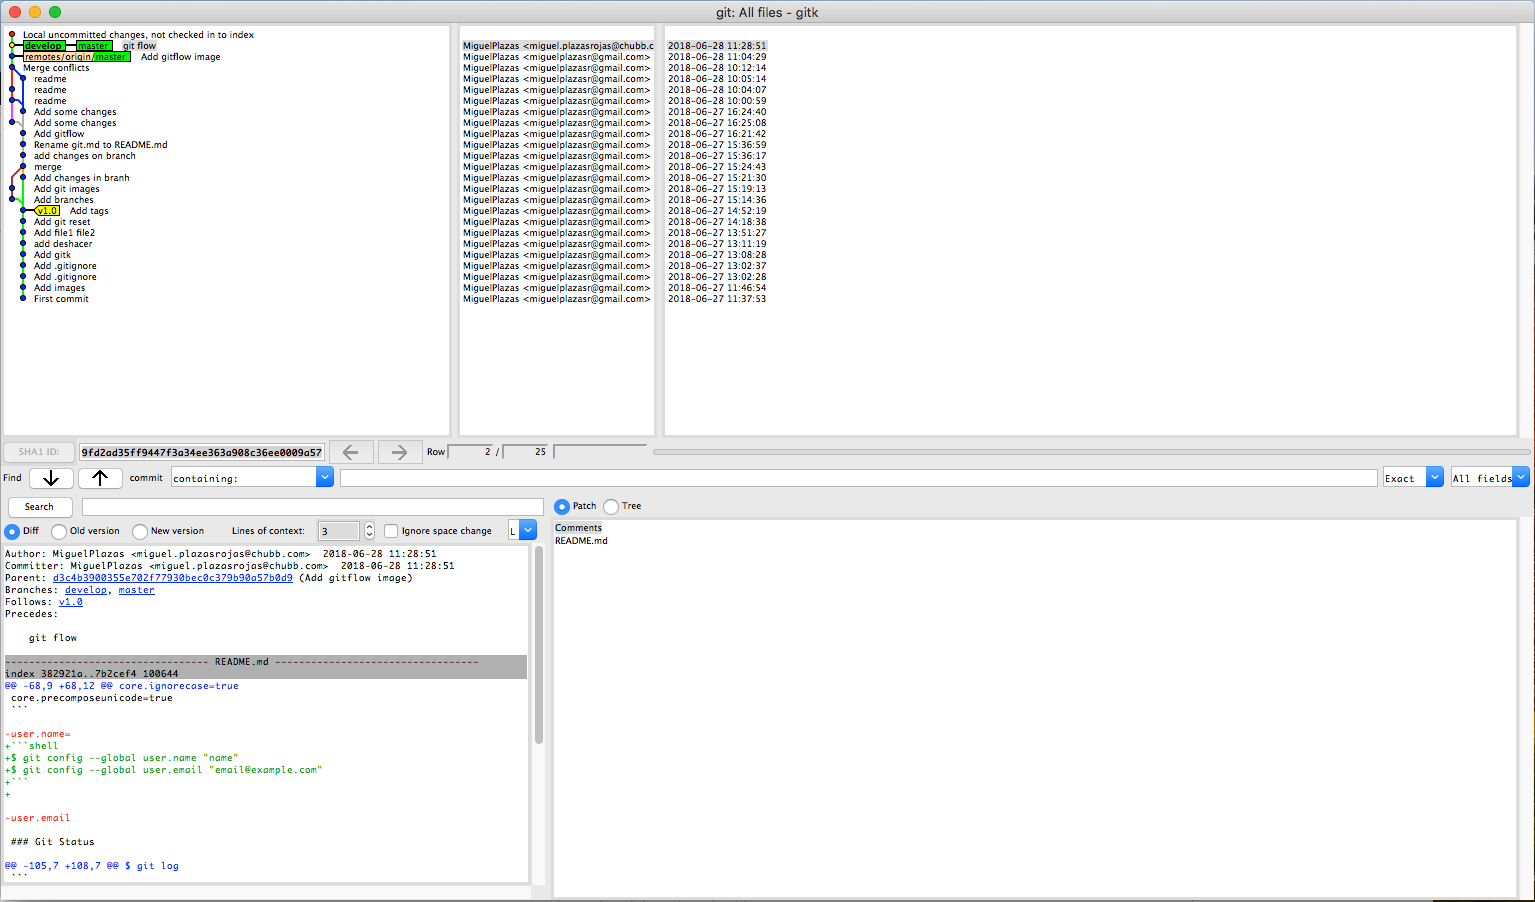 git: All files - gitk
Local uncommitted changes, not checked in to index
develop master git flow MiguelPlazas <miguel.plazasrojas@chubb.c 2018-06-28 11:28:51
remotes/origin/master Add gitflow image MiguelPlazas <miguelplazasr@gmail.com> 2018-06-28 11:04:29
Merge conflicts MiguelPlazas <miguelplazasr@gmail.com> 2018-06-28 10:12:14
readme MiguelPlazas <miguelplazasr@gmail.com> 2018-06-28 10:05:14
readme MiguelPlazas <miguelplazasr@gmail.com> 2018-06-28 10:04:07
readme MiguelPlazas <miguelplazasr@gmail.com> 2018-06-28 10:00:59
Add some changes MiguelPlazas <miguelplazasr@gmail.com> 2018-06-27 16:24:40
Add some changes MiguelPlazas <miguelplazasr@gmail.com> 2018-06-27 16:25:08
Add gitflow MiguelPlazas <miguelplazasr@gmail.com> 2018-06-27 16:21:42
Rename git.md to README.md MiguelPlazas <miguelplazasr@gmail.com> 2018-06-27 15:36:59
add changes on branch MiguelPlazas <miguelplazasr@gmail.com> 2018-06-27 15:36:17
merge MiguelPlazas <miguelplazasr@gmail.com> 2018-06-27 15:24:43
Add changes in branh MiguelPlazas <miguelplazasr@gmail.com> 2018-06-27 15:21:30
Add git images MiguelPlazas <miguelplazasr@gmail.com> 2018-06-27 15:19:13
Add branches MiguelPlazas <miguelplazasr@gmail.com> 2018-06-27 15:14:36
v1.0 Add tags MiguelPlazas <miguelplazasr@gmail.com> 2018-06-27 14:52:19
Add git reset MiguelPlazas <miguelplazasr@gmail.com> 2018-06-27 14:18:38
Add file1 file2 MiguelPlazas <miguelplazasr@gmail.com> 2018-06-27 13:51:27
add deshacer MiguelPlazas <miguelplazasr@gmail.com> 2018-06-27 13:11:19
Add gitk MiguelPlazas <miguelplazasr@gmail.com> 2018-06-27 13:08:28
Add .gitignore MiguelPlazas <miguelplazasr@gmail.com> 2018-06-27 13:02:37
Add .gitignore MiguelPlazas <miguelplazasr@gmail.com> 2018-06-27 13:02:28
Add images MiguelPlazas <miguelplazasr@gmail.com> 2018-06-27 11:46:54
First commit MiguelPlazas <miguelplazasr@gmail.com> 2018-06-27 11:37:53
SHA1 ID: 9fd2ad35ff9447f3a34ee363a908c36ee0009a57 Row 2 / 25
Find commit containing: Exact All fields
Search Patch Tree
Diff Old version New version Lines of context: 3 Ignore space change L
Comments
README.md
Author: MiguelPlazas <miguel.plazasrojas@chubb.com> 2018-06-28 11:28:51
Committer: MiguelPlazas <miguel.plazasrojas@chubb.com> 2018-06-28 11:28:51
Parent: d3c4b3900355e702f77930bec0c379b90a57b0d9 (Add gitflow image)
Branches: develop, master
Follows: v1.0
Precedes:
git flow
---------------------------------- README.md ----------------------------------
index 382921a..7b2cef4 100644
@@ -68,9 +68,12 @@ core.ignorecase=true
core.precomposeunicode=true
```
-user.name=
+```shell
+$ git config --global user.name "name"
+$ git config --global user.email "email@example.com"
+```
+
-user.email
### Git Status
@@ -105,7 +108,7 @@ $ git log
```